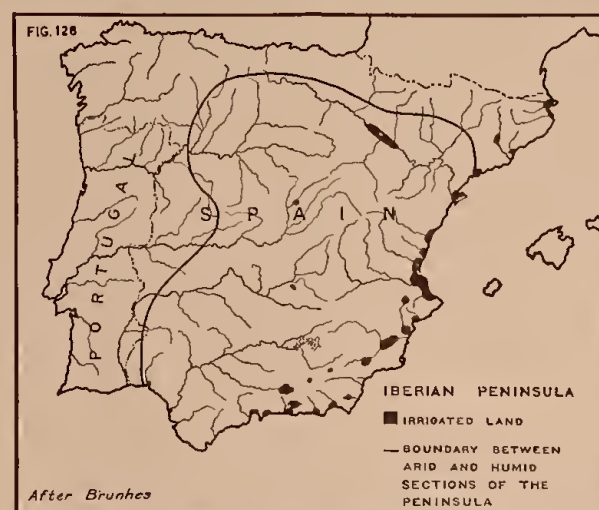 FIG. 126
SPAIN
PORTUGAL
IBERIAN PENINSULA
IRRIGATED LAND
BOUNDARY BETWEEN
ARID AND HUMID
SECTIONS OF THE
PENINSULA
After Brunhes